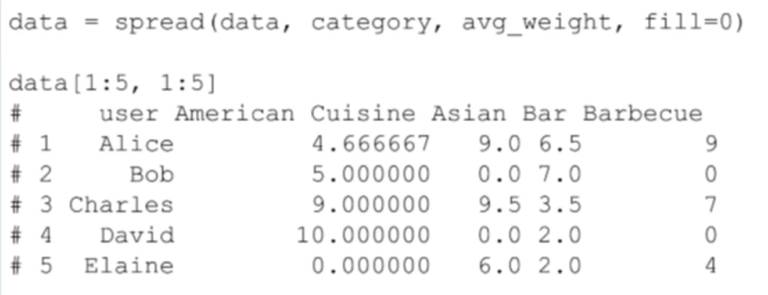 data = spread(data, category, avg_weight, fill=0)
data[1:5, 1:5]
#     user American Cuisine Asian Bar Barbecue
# 1   Alice         4.666667   9.0 6.5        9
# 2     Bob         5.000000   0.0 7.0        0
# 3 Charles         9.000000   9.5 3.5        7
# 4   David        10.000000   0.0 2.0        0
# 5  Elaine         0.000000   6.0 2.0        4